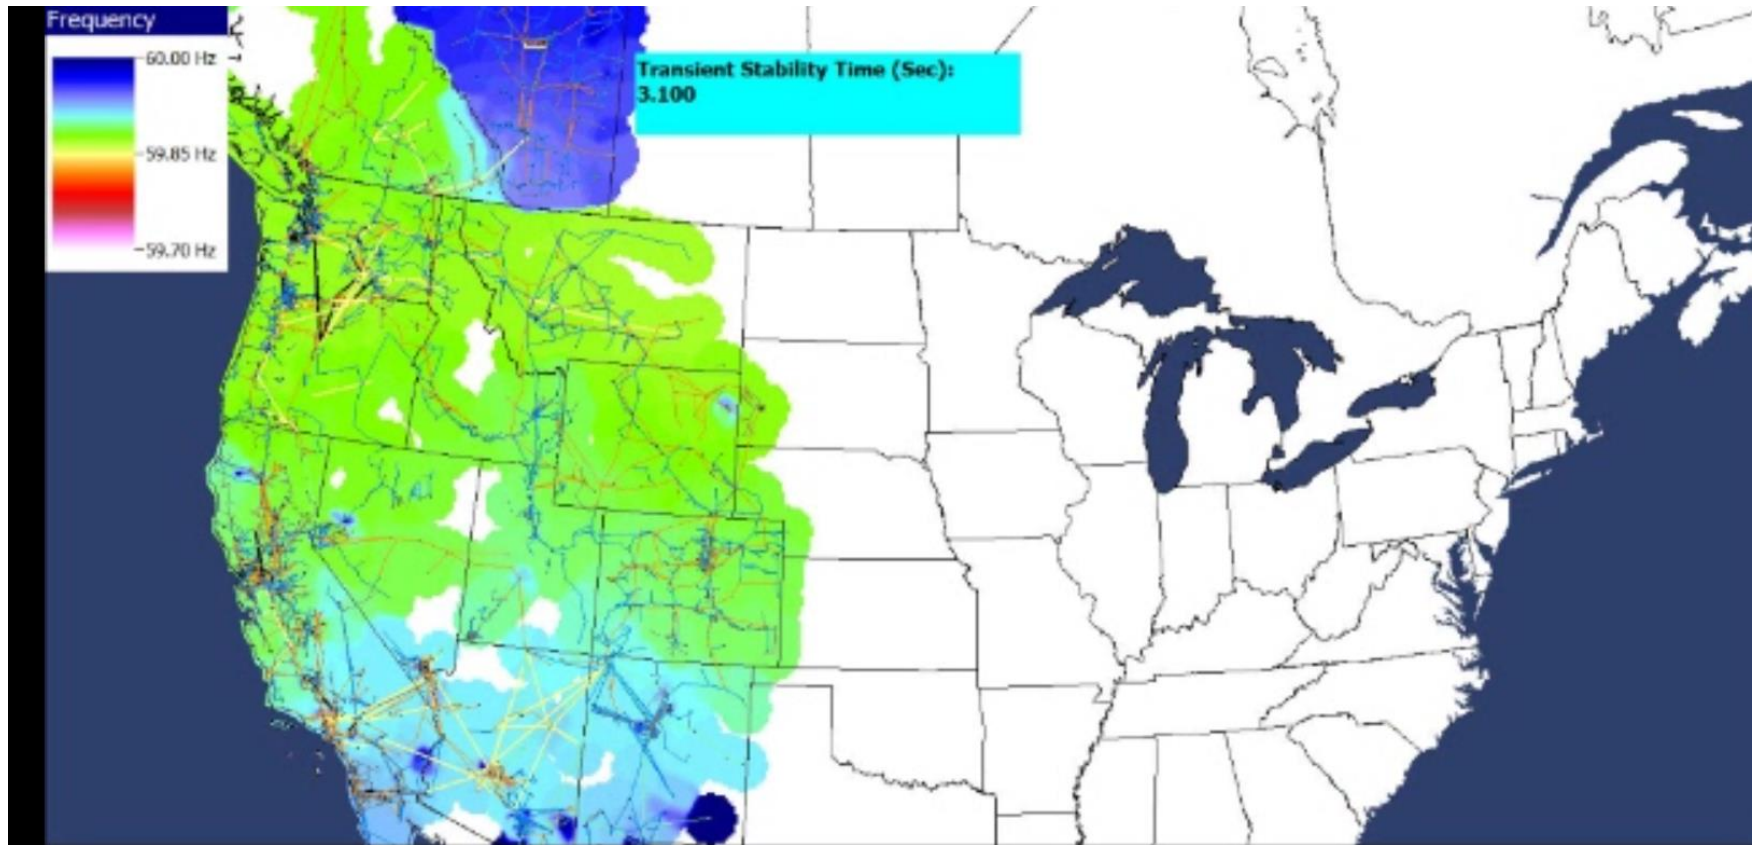 Frequency
60.00 Hz
59.85 Hz
59.70 Hz
Transient Stability Time (Sec):
3.100